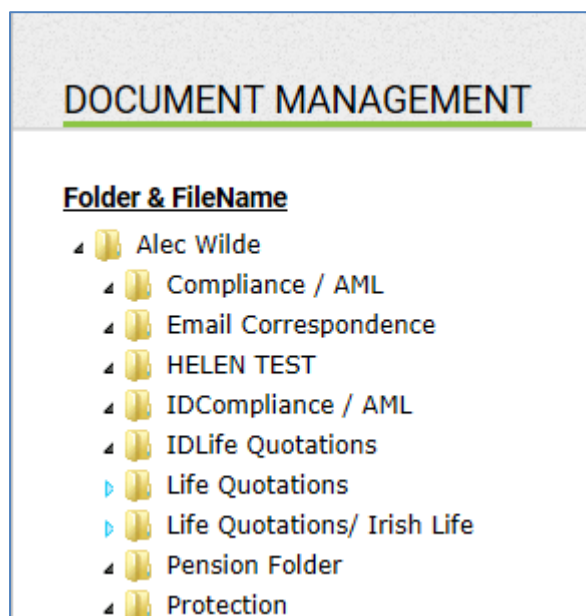 DOCUMENT MANAGEMENT
Folder & FileName
Alec Wilde
Compliance / AML
Email Correspondence
HELEN TEST
IDCompliance / AML
IDLife Quotations
Life Quotations
Life Quotations/ Irish Life
Pension Folder
Protection